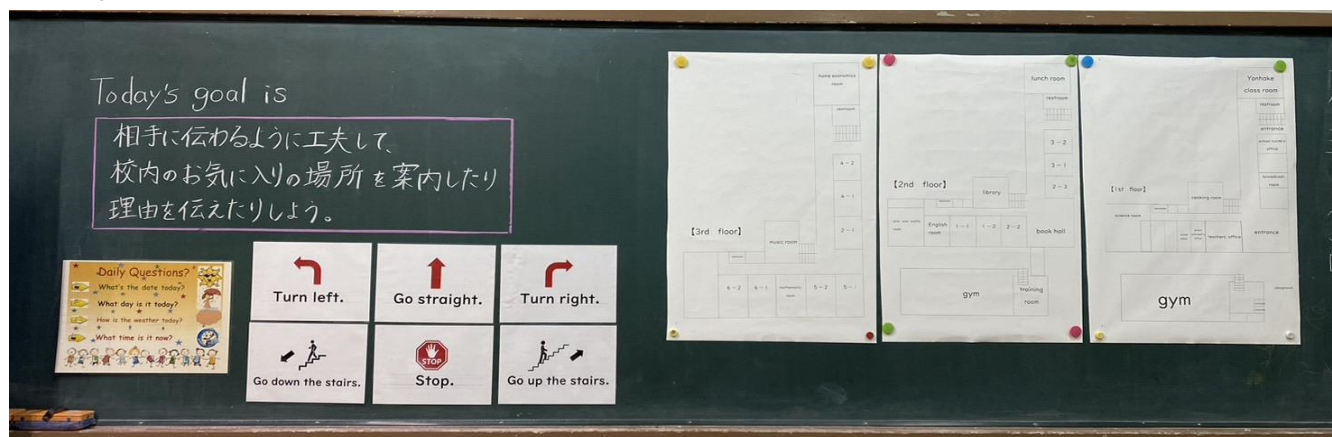 Today's goal is
相手に伝わるように工夫して、
校内のお気に入りの場所を案内したり
理由を伝えたりしよう。
Daily Questions?
What's the date today?
What day is it today?
How is the weather today?
What time is it now?
Turn left.
Go straight.
Turn right.
Go down the stairs.
STOP
Stop.
Go up the stairs.
home economics
room
restroom
4-2
4-1
2-1
【3rd floor】
music room
6-2
6-1
5-2
5-1
lunch room
restroom
3-2
3-1
2-3
【2nd floor】
library
English
room
1-1
1-2
2-2
book hall
gym
training
room
class room
restroom
entrance
office
broadcast
room
【1st floor】
cooking room
science room
teachers' office
entrance
gym